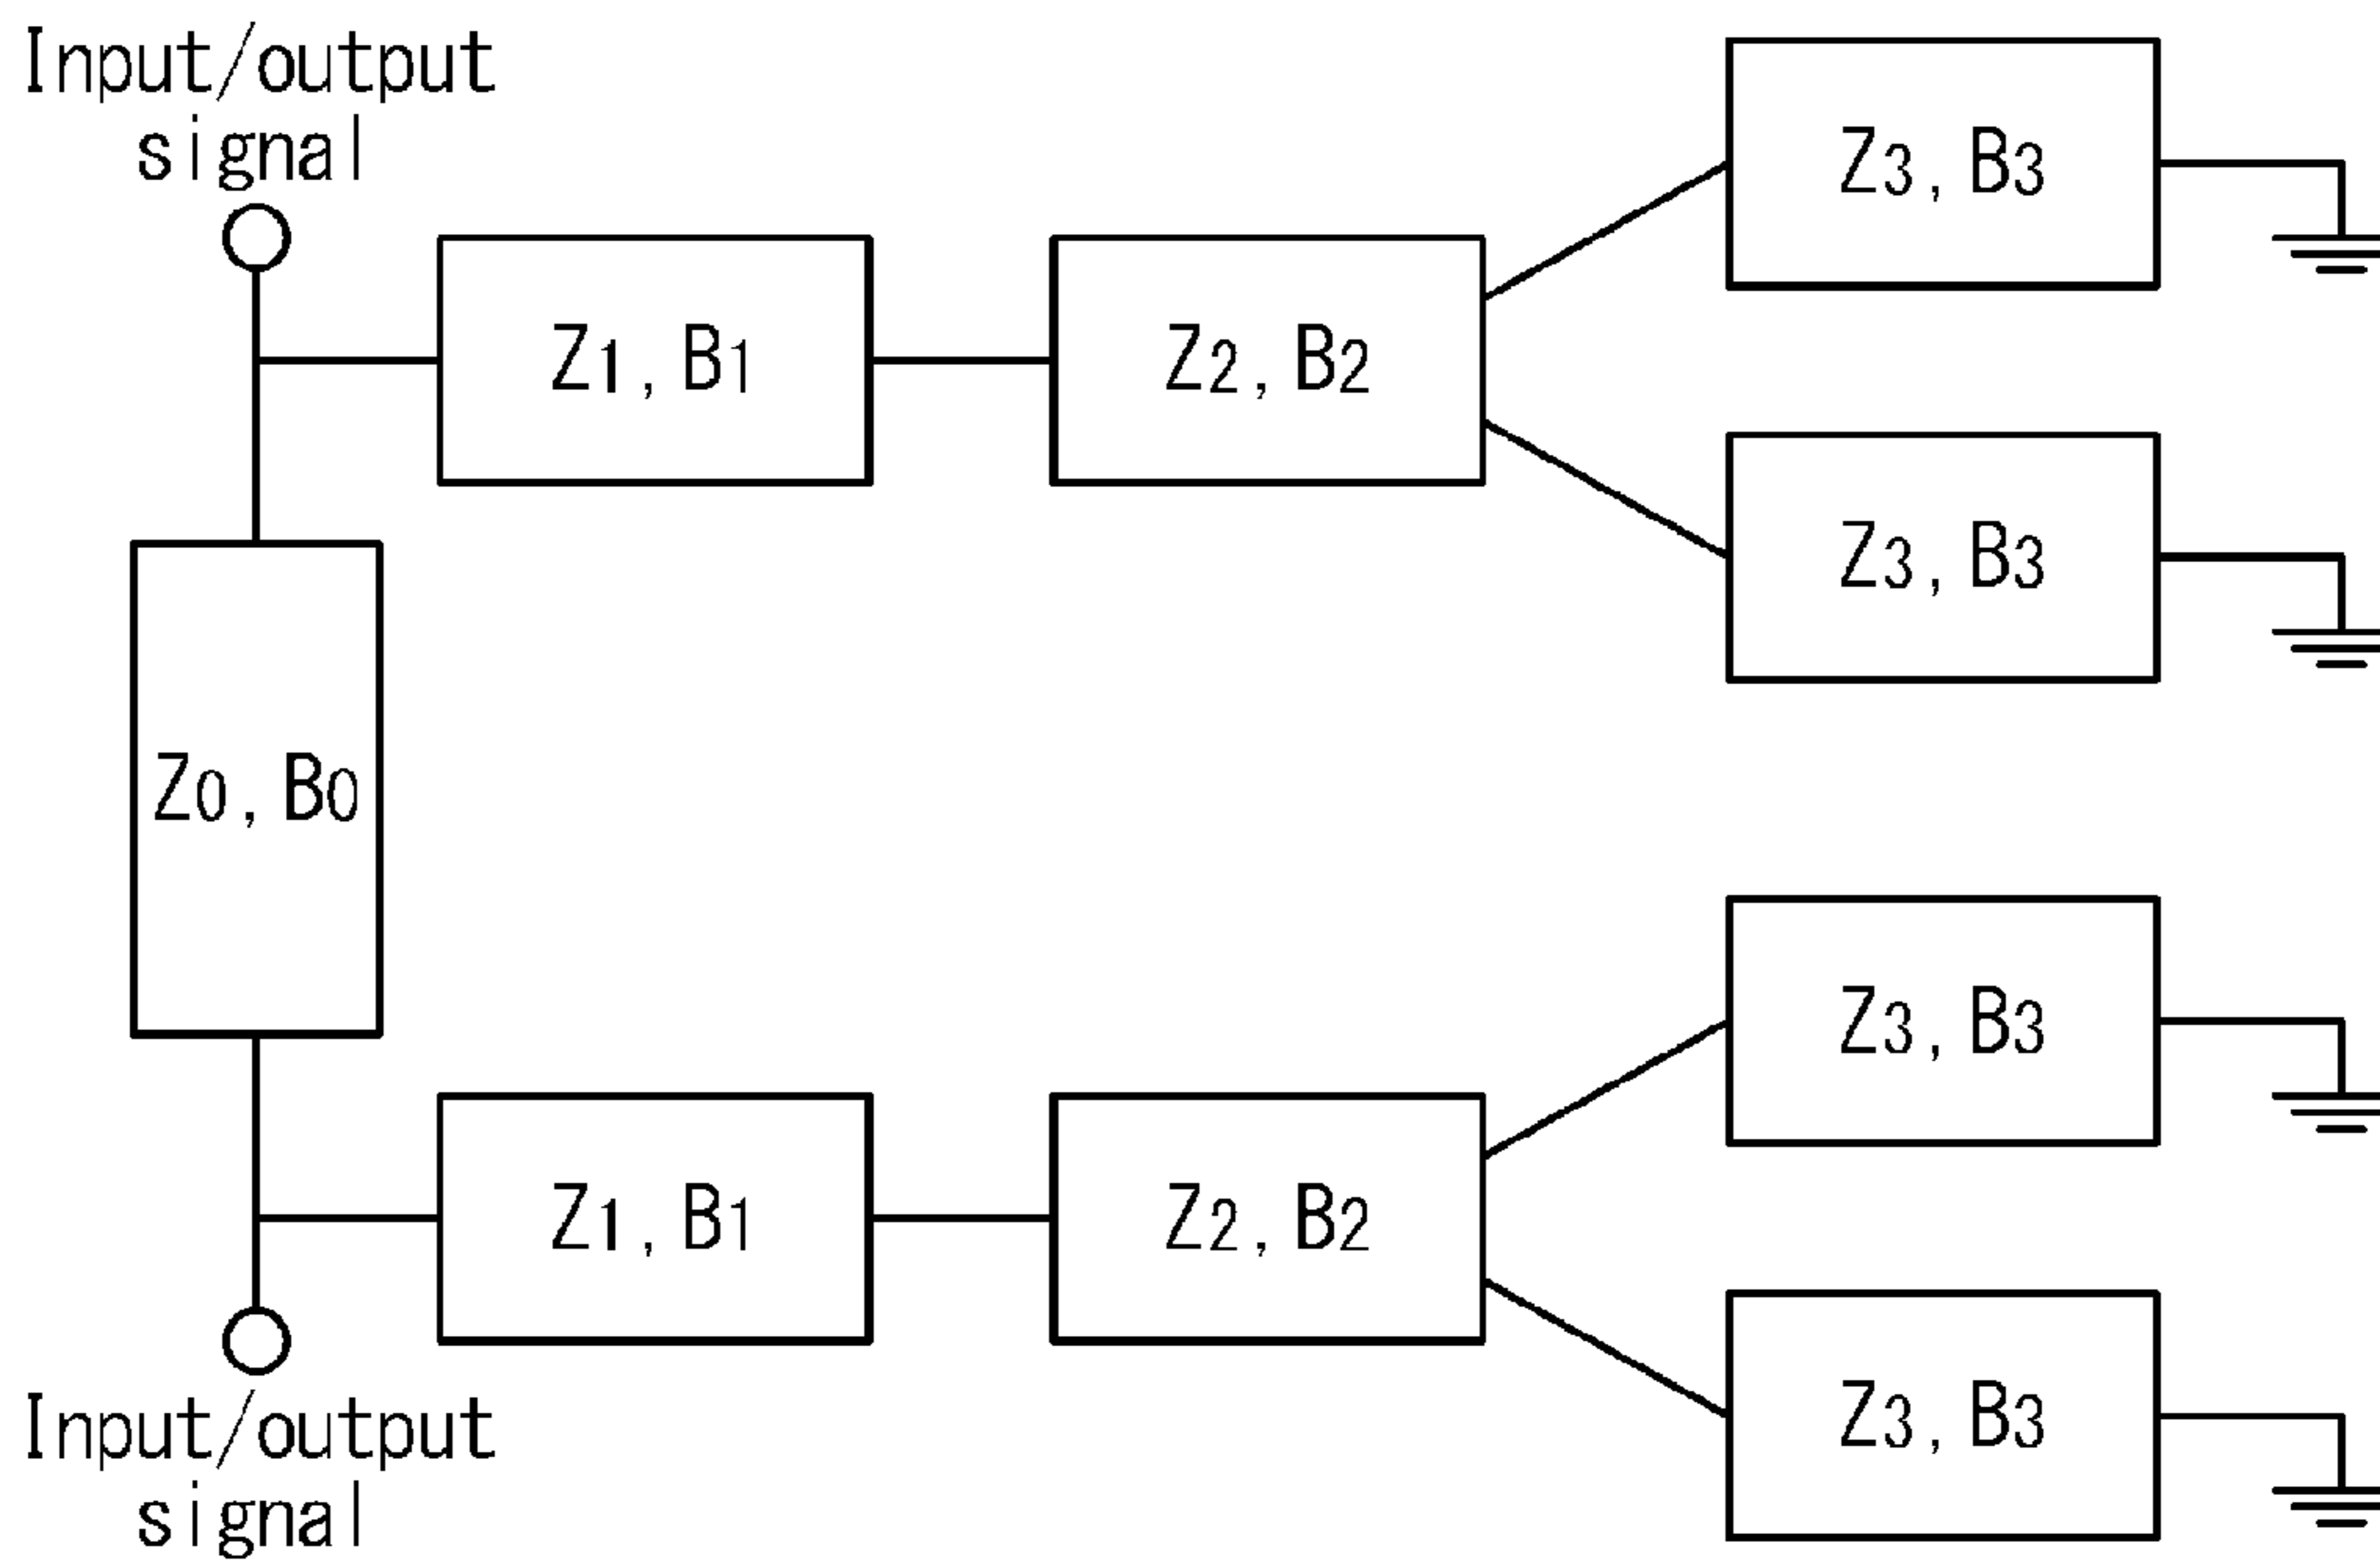 Input/output
signal
Z3, B3
Z1, B1
Z2, B2
Z3, B3
Z0, B0
Z3, B3
Z1, B1
Z2, B2
Z3, B3
Input/output
signal